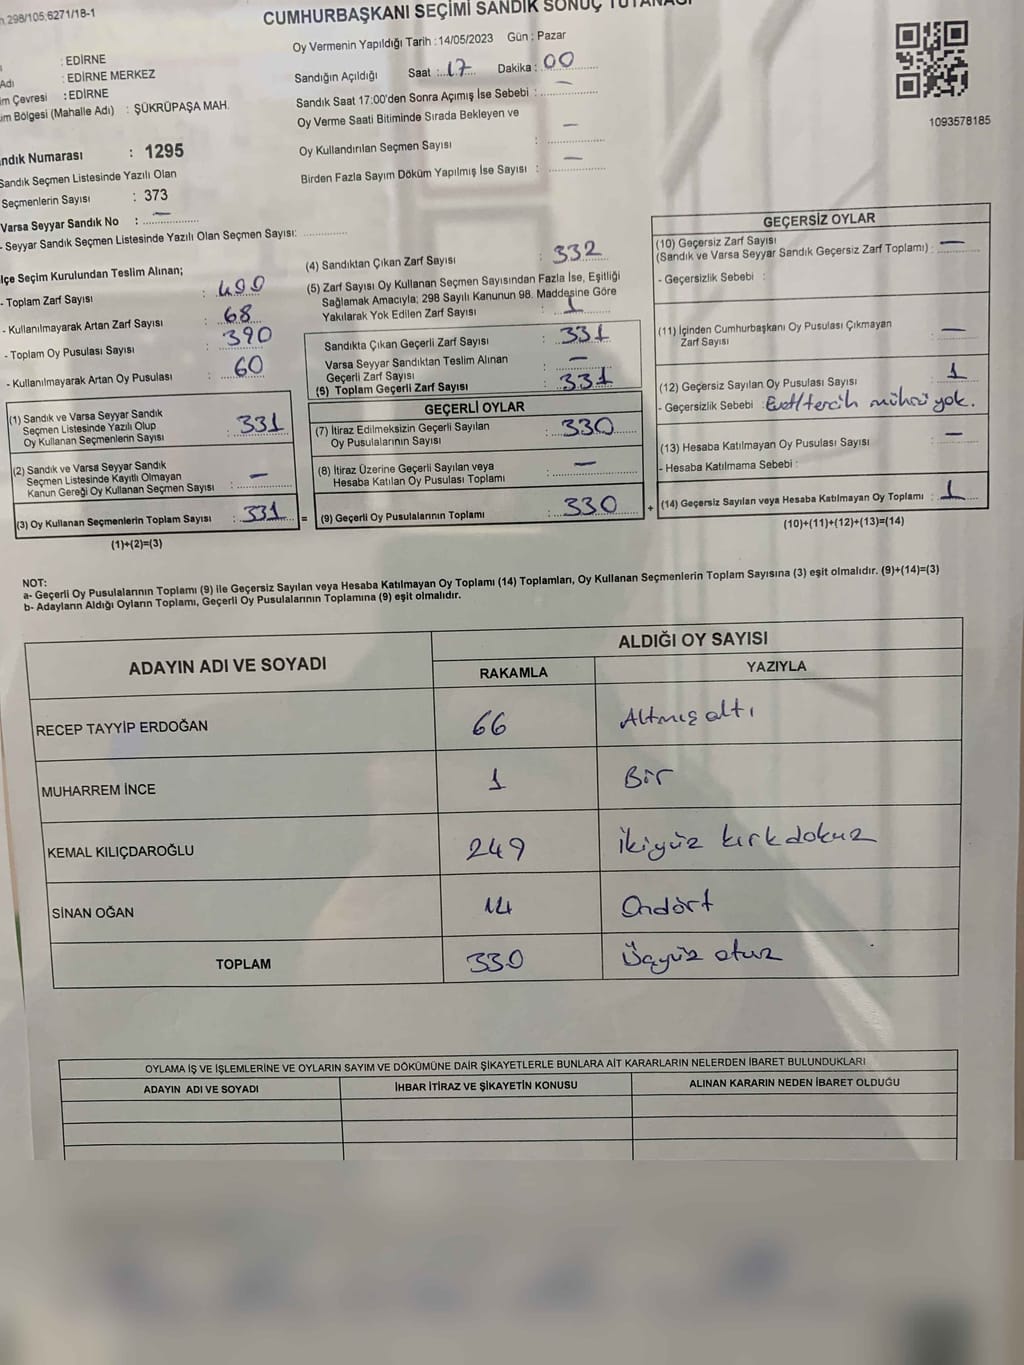 298/105;6271/18-1
CUMHURBAŞKANI SEÇİMİ SANDIK SONUÇ TUTANAĞI
Oy Vermenin Yapıldığı Tarih : 14/05/2023 Gün : Pazar
: EDİRNE
Adı : EDİRNE MERKEZ
Çevresi : EDİRNE
Bölgesi (Mahalle Adı) : ŞÜKRÜPAŞA MAH.
Sandığın Açıldığı Saat : 17 Dakika : 00
Sandık Saat 17:00'den Sonra Açımış İse Sebebi : —
Oy Verme Saati Bitiminde Sırada Bekleyen ve
Oy Kullandırılan Seçmen Sayısı : —
Birden Fazla Sayım Döküm Yapılmış İse Sayısı : —
1093578185
Numarası : 1295
Sandık Seçmen Listesinde Yazılı Olan
Seçmenlerin Sayısı : 373
Varsa Seyyar Sandık No : —
- Seyyar Sandık Seçmen Listesinde Yazılı Olan Seçmen Sayısı:
İlçe Seçim Kurulundan Teslim Alınan;
- Toplam Zarf Sayısı : 400
- Kullanılmayarak Artan Zarf Sayısı : 68
- Toplam Oy Pusulası Sayısı : 390
- Kullanılmayarak Artan Oy Pusulası : 60
(1) Sandık ve Varsa Seyyar Sandık
Seçmen Listesinde Yazılı Olup
Oy Kullanan Seçmenlerin Sayısı : 331
(2) Sandık ve Varsa Seyyar Sandık
Seçmen Listesinde Kayıtlı Olmayan
Kanun Gereği Oy Kullanan Seçmen Sayısı : —
(3) Oy Kullanan Seçmenlerin Toplam Sayısı : 331 =
(1)+(2)=(3)
(4) Sandıktan Çıkan Zarf Sayısı : 332
(5) Zarf Sayısı Oy Kullanan Seçmen Sayısından Fazla İse, Eşitliği
Sağlamak Amacıyla; 298 Sayılı Kanunun 98. Maddesine Göre
Yakılarak Yok Edilen Zarf Sayısı : 1
Sandıkta Çıkan Geçerli Zarf Sayısı : 331
Varsa Seyyar Sandıktan Teslim Alınan
Geçerli Zarf Sayısı : —
(6) Toplam Geçerli Zarf Sayısı : 331
GEÇERLİ OYLAR
(7) İtiraz Edilmeksizin Geçerli Sayılan
Oy Pusulalarının Sayısı : 330
(8) İtiraz Üzerine Geçerli Sayılan veya
Hesaba Katılan Oy Pusulası Toplamı : —
(9) Geçerli Oy Pusulalarının Toplamı : 330 +
GEÇERSİZ OYLAR
(10) Geçersiz Zarf Sayısı
(Sandık ve Varsa Seyyar Sandık Geçersiz Zarf Toplamı) : —
- Geçersizlik Sebebi :
(11) İçinden Cumhurbaşkanı Oy Pusulası Çıkmayan
Zarf Sayısı : —
(12) Geçersiz Sayılan Oy Pusulası Sayısı : 1
- Geçersizlik Sebebi : Evet/tercih mührü yok.
(13) Hesaba Katılmayan Oy Pusulası Sayısı : —
- Hesaba Katılmama Sebebi :
(14) Geçersiz Sayılan veya Hesaba Katılmayan Oy Toplamı : 1
(10)+(11)+(12)+(13)=(14)
NOT:
a- Geçerli Oy Pusulalarının Toplamı (9) ile Geçersiz Sayılan veya Hesaba Katılmayan Oy Toplamı (14) Toplamları, Oy Kullanan Seçmenlerin Toplam Sayısına (3) eşit olmalıdır. (9)+(14)=(3)
b- Adayların Aldığı Oyların Toplamı, Geçerli Oy Pusulalarının Toplamına (9) eşit olmalıdır.
ADAYIN ADI VE SOYADI ALDIĞI OY SAYISI
RAKAMLA YAZIYLA
RECEP TAYYİP ERDOĞAN 66 Altmışaltı
MUHARREM İNCE 1 Bir
KEMAL KILIÇDAROĞLU 249 İkiyüz kırkdokuz
SİNAN OĞAN 14 Ondört
TOPLAM 330 Üçyüz otuz
OYLAMA İŞ VE İŞLEMLERİNE VE OYLARIN SAYIM VE DÖKÜMÜNE DAİR ŞİKAYETLERLE BUNLARA AİT KARARLARIN NELERDEN İBARET BULUNDUKLARI
ADAYIN ADI VE SOYADI İHBAR İTİRAZ VE ŞİKAYETİN KONUSU ALINAN KARARIN NEDEN İBARET OLDUĞU